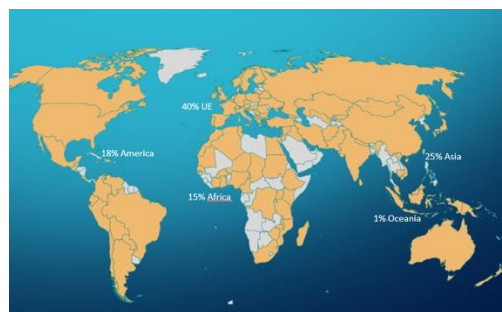 40% UE
18% America
25% Asia
15% Africa
1% Oceania